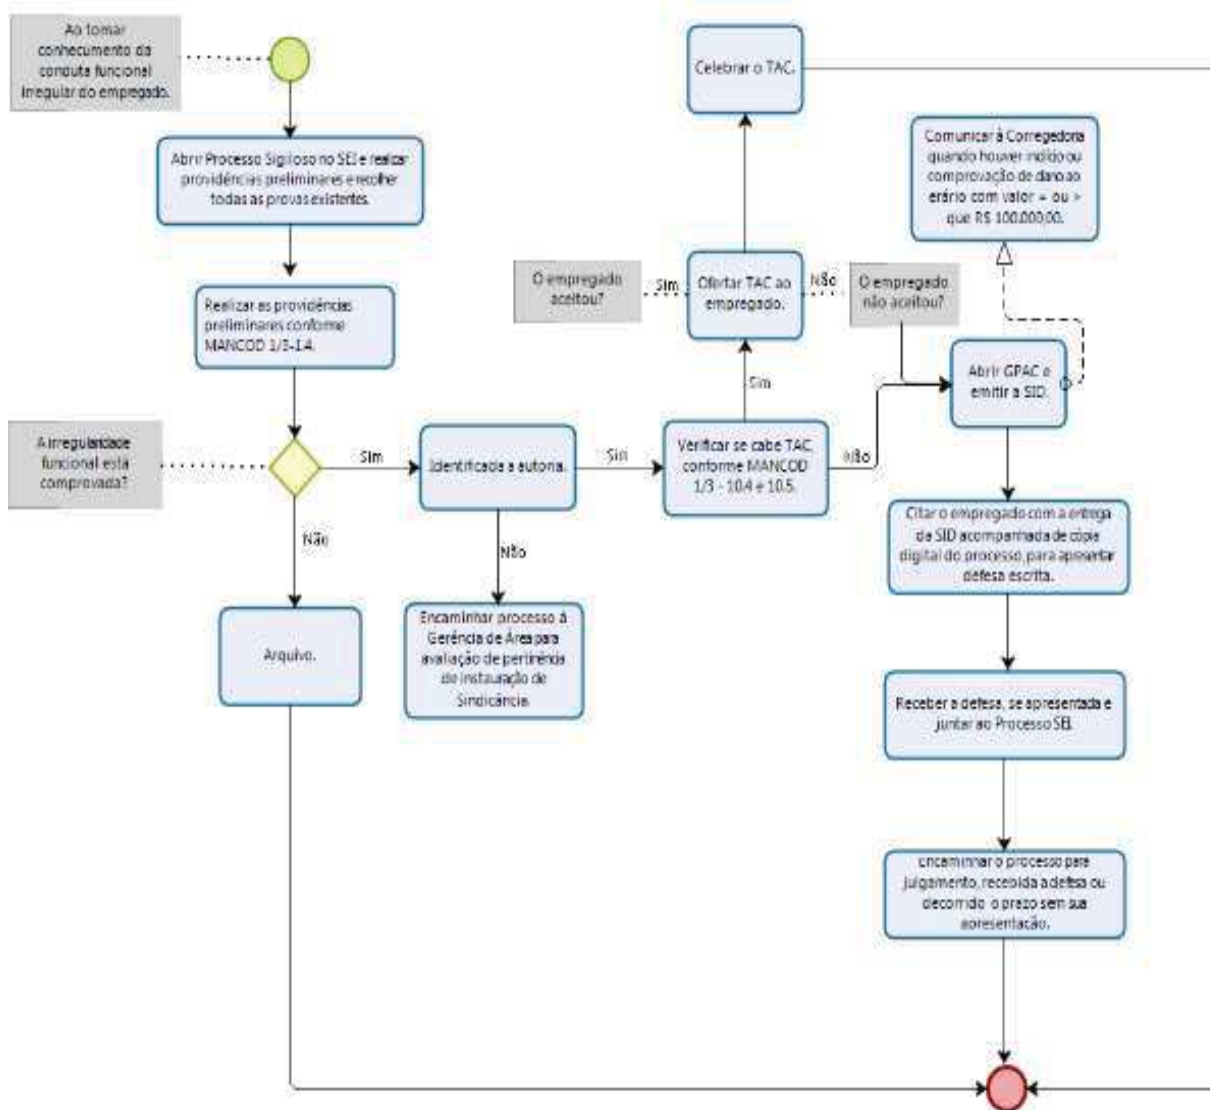 Ao tomar
conhecimento da
conduta funcional
irregular do empregado.
Abrir Processo Sigiloso no SEI e realizar
providências preliminares e recolher
todas as provas existentes.
Realizar as providências
preliminares conforme
MANCOD 1/3-1.4.
A irregularidade
funcional está
comprovada?
Sim
Não
Arquivo.
Identificada a autoria.
Sim
Não
Encaminhar processo à
Gerência de Área para
avaliação de pertinência
de instauração de
Sindicância.
Verificar se cabe TAC,
conforme MANCOD
1/3 - 10.4 e 10.5.
Sim
Não
Ofertar TAC ao
empregado.
O empregado
aceitou?
Sim
Celebrar o TAC.
Não
O empregado
não aceitou?
Comunicar à Corregedoria
quando houver indício ou
comprovação de dano ao
erário com valor = ou >
que R$ 100.000,00.
Abrir GPAC e
emitir a SID.
Citar o empregado com a entrega
da SID acompanhada de cópia
digital do processo, para apresentar
defesa escrita.
Receber a defesa, se apresentada e
juntar ao Processo SEI.
Encaminhar o processo para
julgamento, recebida a defesa ou
decorrido o prazo sem sua
apresentação.